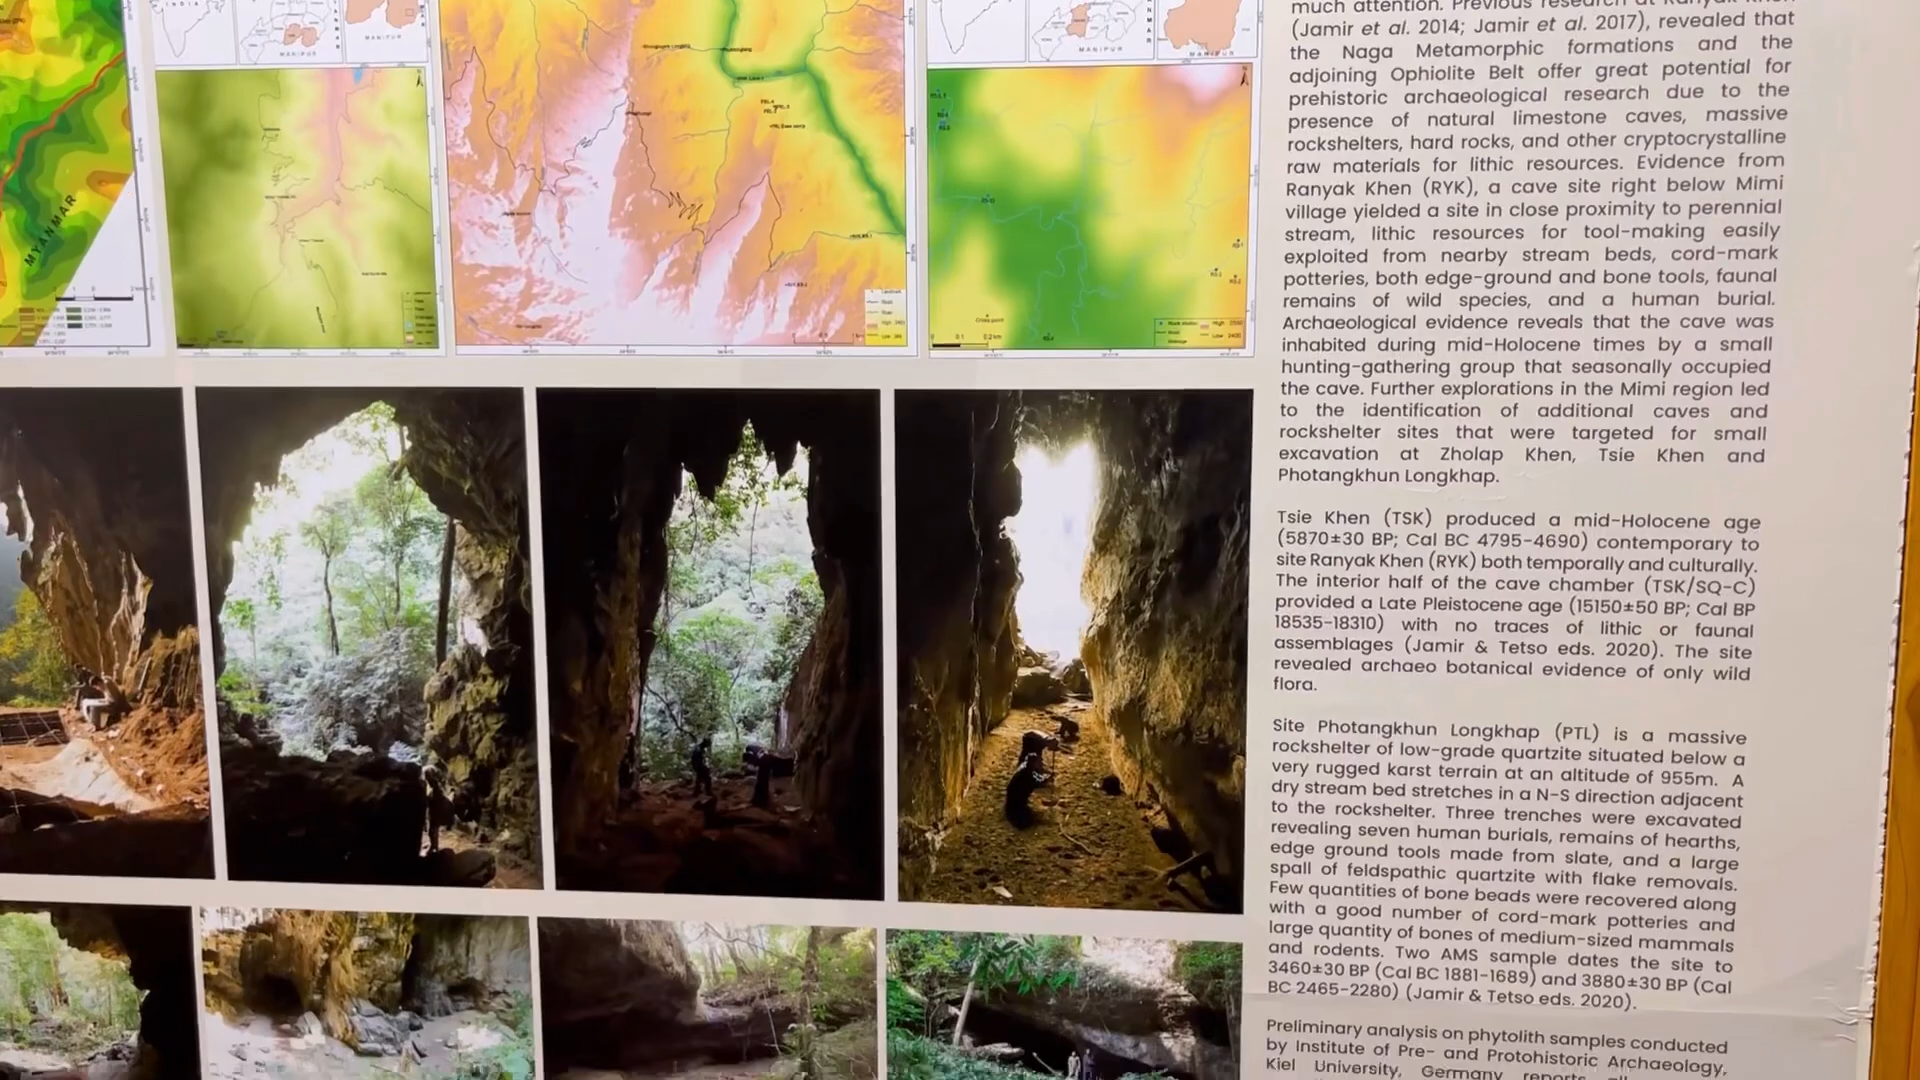 INDIA
MANIPUR
MANIPUR
MANIPUR
MANIPUR
MYANMAR
much attention. Previous research at Ranyak Khen
(Jamir et al. 2014; Jamir et al. 2017), revealed that
the Naga Metamorphic formations and the
adjoining Ophiolite Belt offer great potential for
prehistoric archaeological research due to the
presence of natural limestone caves, massive
rockshelters, hard rocks, and other cryptocrystalline
raw materials for lithic resources. Evidence from
Ranyak Khen (RYK), a cave site right below Mimi
village yielded a site in close proximity to perennial
stream, lithic resources for tool-making easily
exploited from nearby stream beds, cord-mark
potteries, both edge-ground and bone tools, faunal
remains of wild species, and a human burial.
Archaeological evidence reveals that the cave was
inhabited during mid-Holocene times by a small
hunting-gathering group that seasonally occupied
the cave. Further explorations in the Mimi region led
to the identification of additional caves and
rockshelter sites that were targeted for small
excavation at Zholap Khen, Tsie Khen and
Photangkhun Longkhap.
Tsie Khen (TSK) produced a mid-Holocene age
(5870±30 BP; Cal BC 4795-4690) contemporary to
site Ranyak Khen (RYK) both temporally and culturally.
The interior half of the cave chamber (TSK/SQ-C)
provided a Late Pleistocene age (15150±50 BP; Cal BP
18535-18310) with no traces of lithic or faunal
assemblages (Jamir & Tetso eds. 2020). The site
revealed archaeo botanical evidence of only wild
flora.
Site Photangkhun Longkhap (PTL) is a massive
rockshelter of low-grade quartzite situated below a
very rugged karst terrain at an altitude of 955m. A
dry stream bed stretches in a N-S direction adjacent
to the rockshelter. Three trenches were excavated
revealing seven human burials, remains of hearths,
edge ground tools made from slate, and a large
spall of feldspathic quartzite with flake removals.
Few quantities of bone beads were recovered along
with a good number of cord-mark potteries and
large quantity of bones of medium-sized mammals
and rodents. Two AMS sample dates the site to
3460±30 BP (Cal BC 1881-1689) and 3880±30 BP (Cal
BC 2465-2280) (Jamir & Tetso eds. 2020).
Preliminary analysis on phytolith samples conducted
by Institute of Pre- and Protohistoric Archaeology,
Kiel University, Germany reports